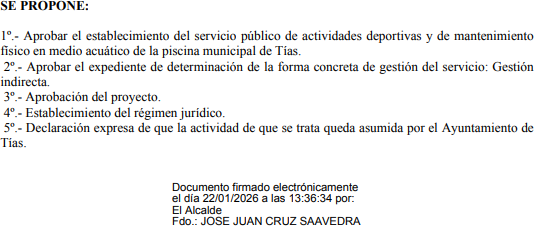 SE PROPONE:
1º.- Aprobar el establecimiento del servicio público de actividades deportivas y de mantenimiento
físico en medio acuático de la piscina municipal de Tías.
2º.- Aprobar el expediente de determinación de la forma concreta de gestión del servicio: Gestión
indirecta.
3º.- Aprobación del proyecto.
4º.- Establecimiento del régimen jurídico.
5º.- Declaración expresa de que la actividad de que se trata queda asumida por el Ayuntamiento de
Tías.
Documento firmado electrónicamente
el día 22/01/2026 a las 13:36:34 por:
El Alcalde
Fdo.: JOSE JUAN CRUZ SAAVEDRA